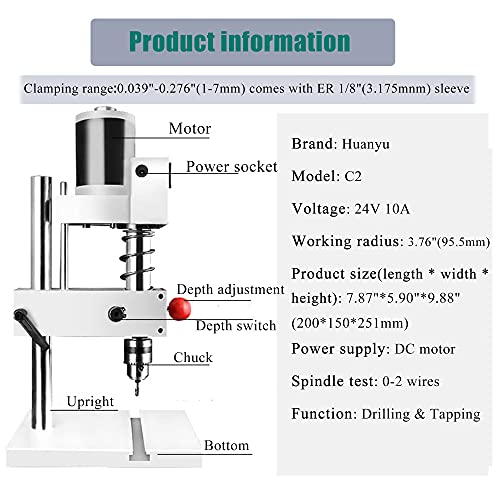 Product information
Clamping range:0.039"-0.276"(1-7mm) comes with ER 1/8"(3.175mnm) sleeve
Motor
Power socket
Depth adjustment
Depth switch
Chuck
Upright
Bottom
Brand: Huanyu
Model: C2
Voltage: 24V 10A
Working radius: 3.76"(95.5mm)
Product size(length * width *
height): 7.87"*5.90"*9.88"
(200*150*251mm)
Power supply: DC motor
Spindle test: 0-2 wires
Function: Drilling & Tapping